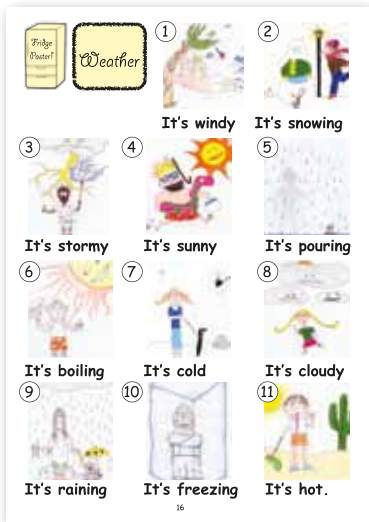 Fridge
Poster!
Weather
1
2
It's windy
It's snowing
3
4
5
It's stormy
It's sunny
It's pouring
6
7
8
It's boiling
It's cold
It's cloudy
9
10
11
It's raining
It's freezing
It's hot.
16